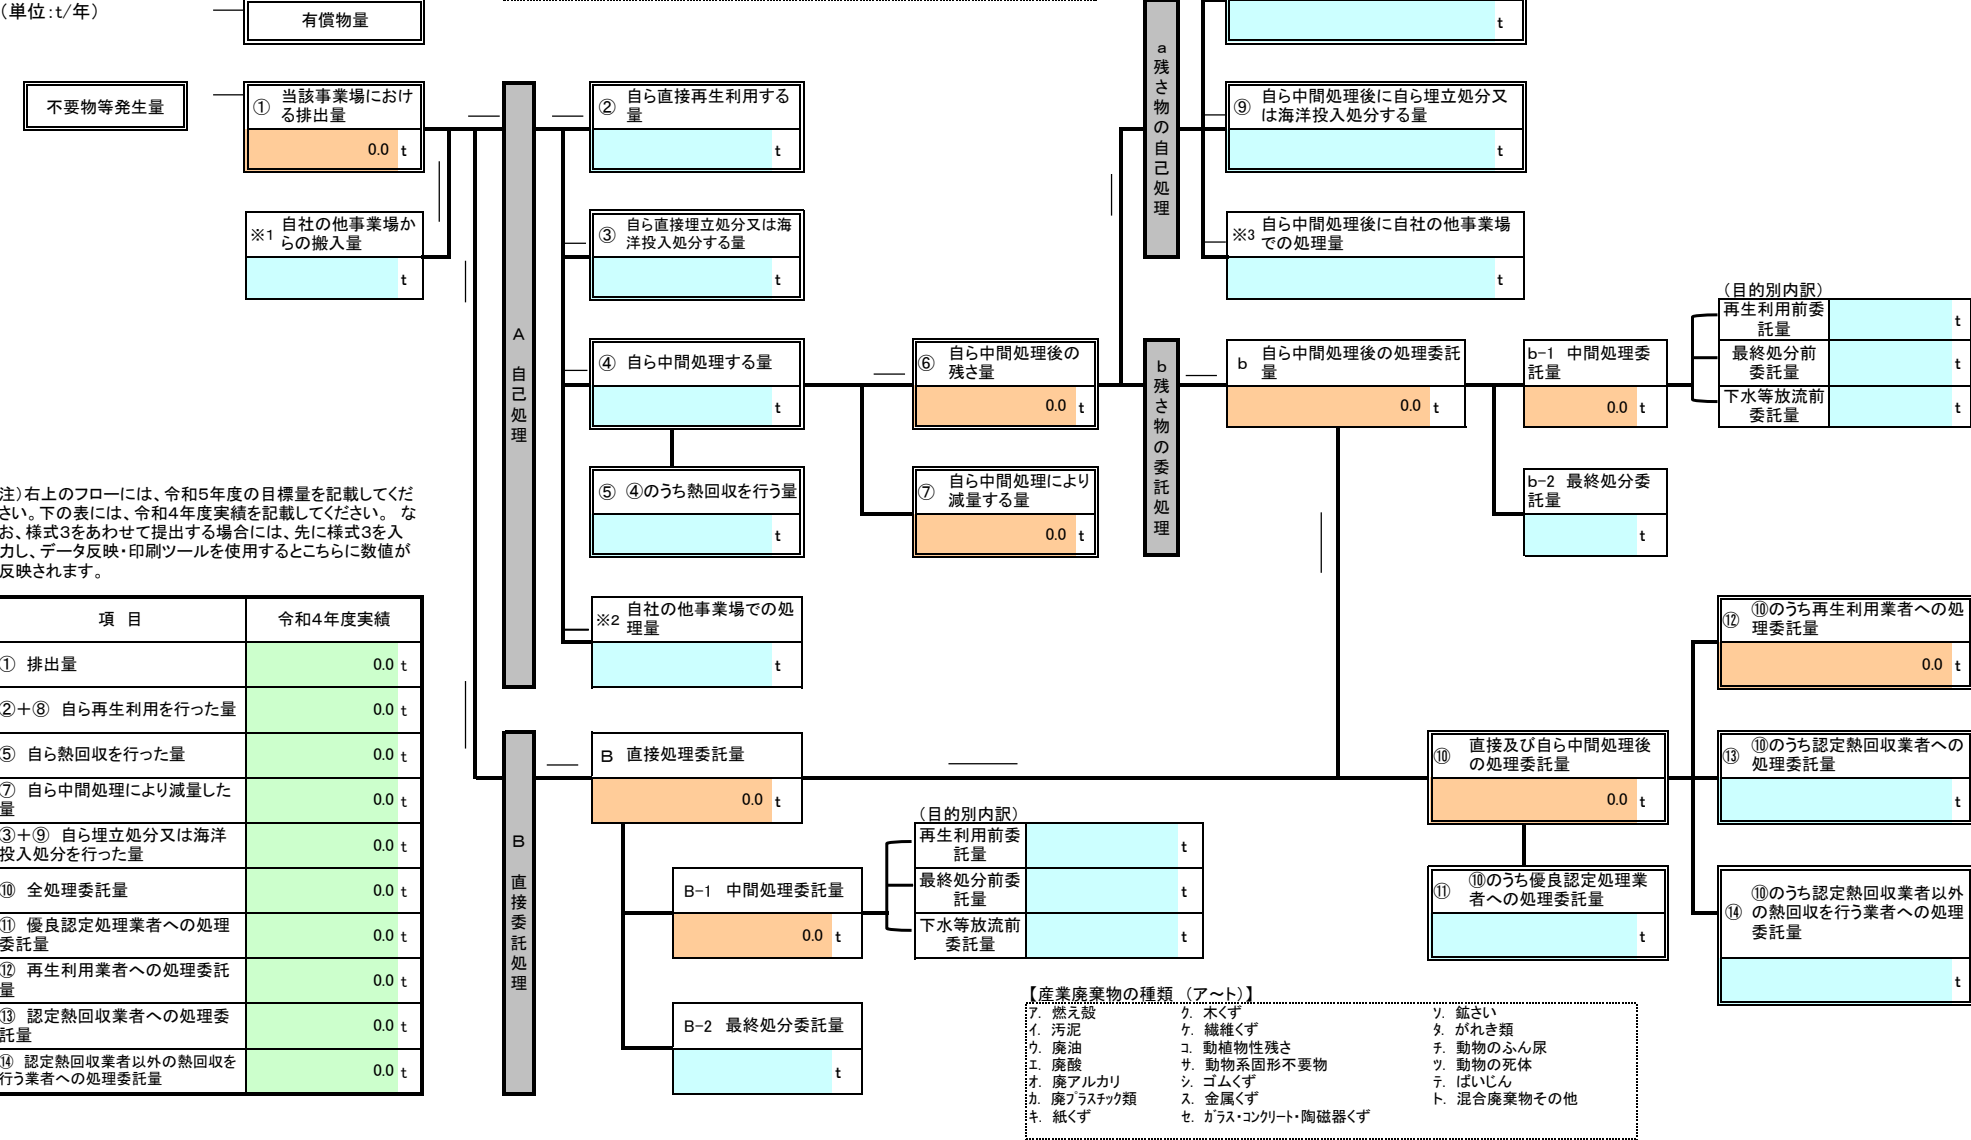 (単位：t/年)
有償物量
t
不要物等発生量
① 当該事業場におけ
る排出量
0.0 t
※1 自社の他事業場か
らの搬入量
t
A 自己処理
② 自ら直接再生利用する
量
t
③ 自ら直接埋立処分又は海
洋投入処分する量
t
④ 自ら中間処理する量
t
⑤ ④のうち熱回収を行う量
t
※2 自社の他事業場での処
理量
t
⑥ 自ら中間処理後の
残さ量
0.0 t
⑦ 自ら中間処理により
減量する量
0.0 t
a 残さ物の自己処理
⑨ 自ら中間処理後に自ら埋立処分又
は海洋投入処分する量
t
※3 自ら中間処理後に自社の他事業場
での処理量
t
b 残さ物の委託処理
b 自ら中間処理後の処理委託
量
0.0 t
b-1 中間処理委
託量
0.0 t
b-2 最終処分委
託量
t
(目的別内訳)
再生利用前委
託量
t
最終処分前
委託量
t
下水等放流前
委託量
t
注)右上のフローには、令和5年度の目標量を記載してくだ
さい。下の表には、令和4年度実績を記載してください。 な
お、様式3をあわせて提出する場合には、先に様式3を入
力し、データ反映・印刷ツールを使用するとこちらに数値が
反映されます。
項 目 令和4年度実績
① 排出量 0.0 t
②+⑧ 自ら再生利用を行った量 0.0 t
⑤ 自ら熱回収を行った量 0.0 t
⑦ 自ら中間処理により減量した
量 0.0 t
③+⑨ 自ら埋立処分又は海洋
投入処分を行った量 0.0 t
⑩ 全処理委託量 0.0 t
⑪ 優良認定処理業者への処理
委託量 0.0 t
⑫ 再生利用業者への処理委託
量 0.0 t
⑬ 認定熱回収業者への処理委
託量 0.0 t
⑭ 認定熱回収業者以外の熱回収を
行う業者への処理委託量 0.0 t
B 直接委託処理
B 直接処理委託量
0.0 t
B-1 中間処理委託量
0.0 t
B-2 最終処分委託量
t
(目的別内訳)
再生利用前委
託量
t
最終処分前委
託量
t
下水等放流前
委託量
t
⑩ 直接及び自ら中間処理後
の処理委託量
0.0 t
⑪ ⑩のうち優良認定処理業
者への処理委託量
t
⑫ ⑩のうち再生利用業者への処
理委託量
0.0 t
⑬ ⑩のうち認定熱回収業者への
処理委託量
t
⑭ ⑩のうち認定熱回収業者以外
の熱回収を行う業者への処理
委託量
t
【産業廃棄物の種類 (ア～ト)】
ア. 燃え殻
イ. 汚泥
ウ. 廃油
エ. 廃酸
オ. 廃アルカリ
カ. 廃プラスチック類
キ. 紙くず
ク. 木くず
ケ. 繊維くず
コ. 動植物性残さ
サ. 動物系固形不要物
シ. ゴムくず
ス. 金属くず
セ. ガラス・コンクリート・陶磁器くず
ソ. 鉱さい
タ. がれき類
チ. 動物のふん尿
ツ. 動物の死体
テ. ばいじん
ト. 混合廃棄物その他